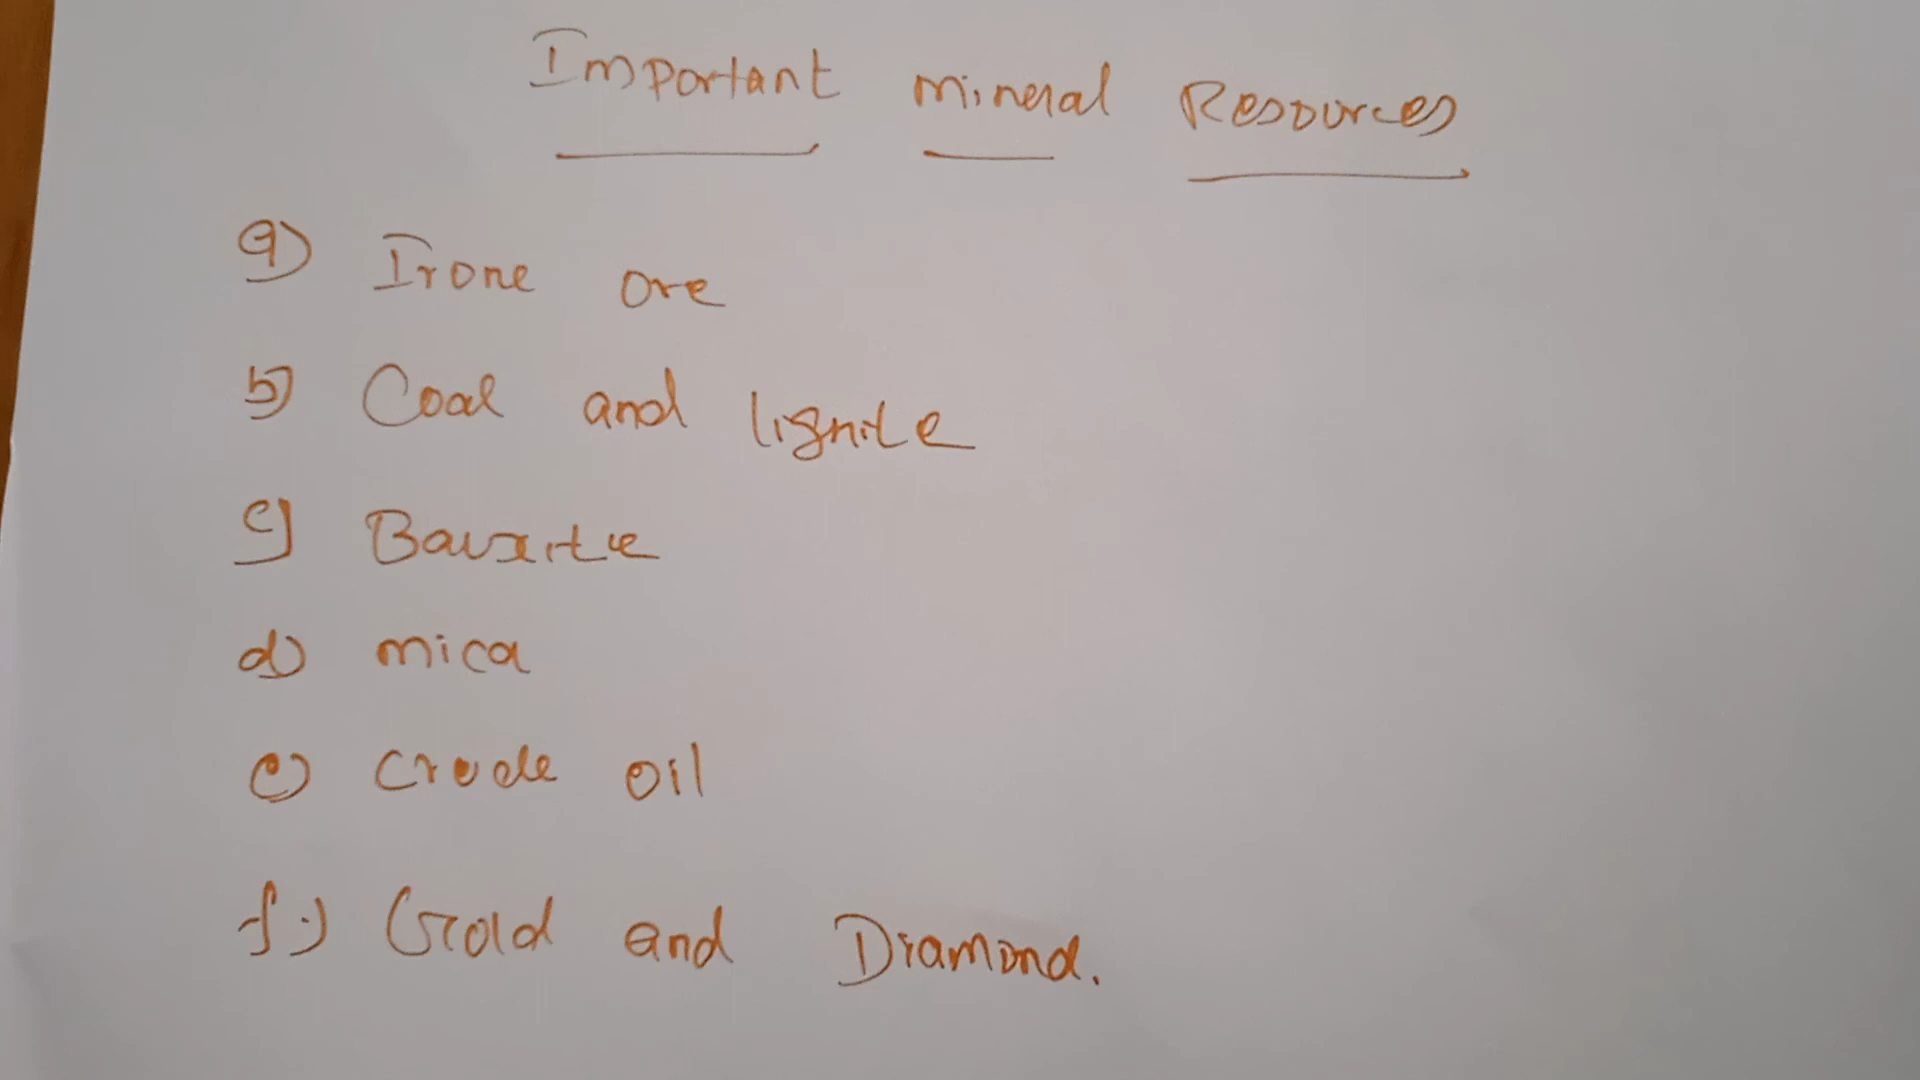 Important Mineral Resources
a) Irone ore
b) Coal and lignite
c) Bauxite
d) mica
e) crude oil
f.) Gold and Diamond.